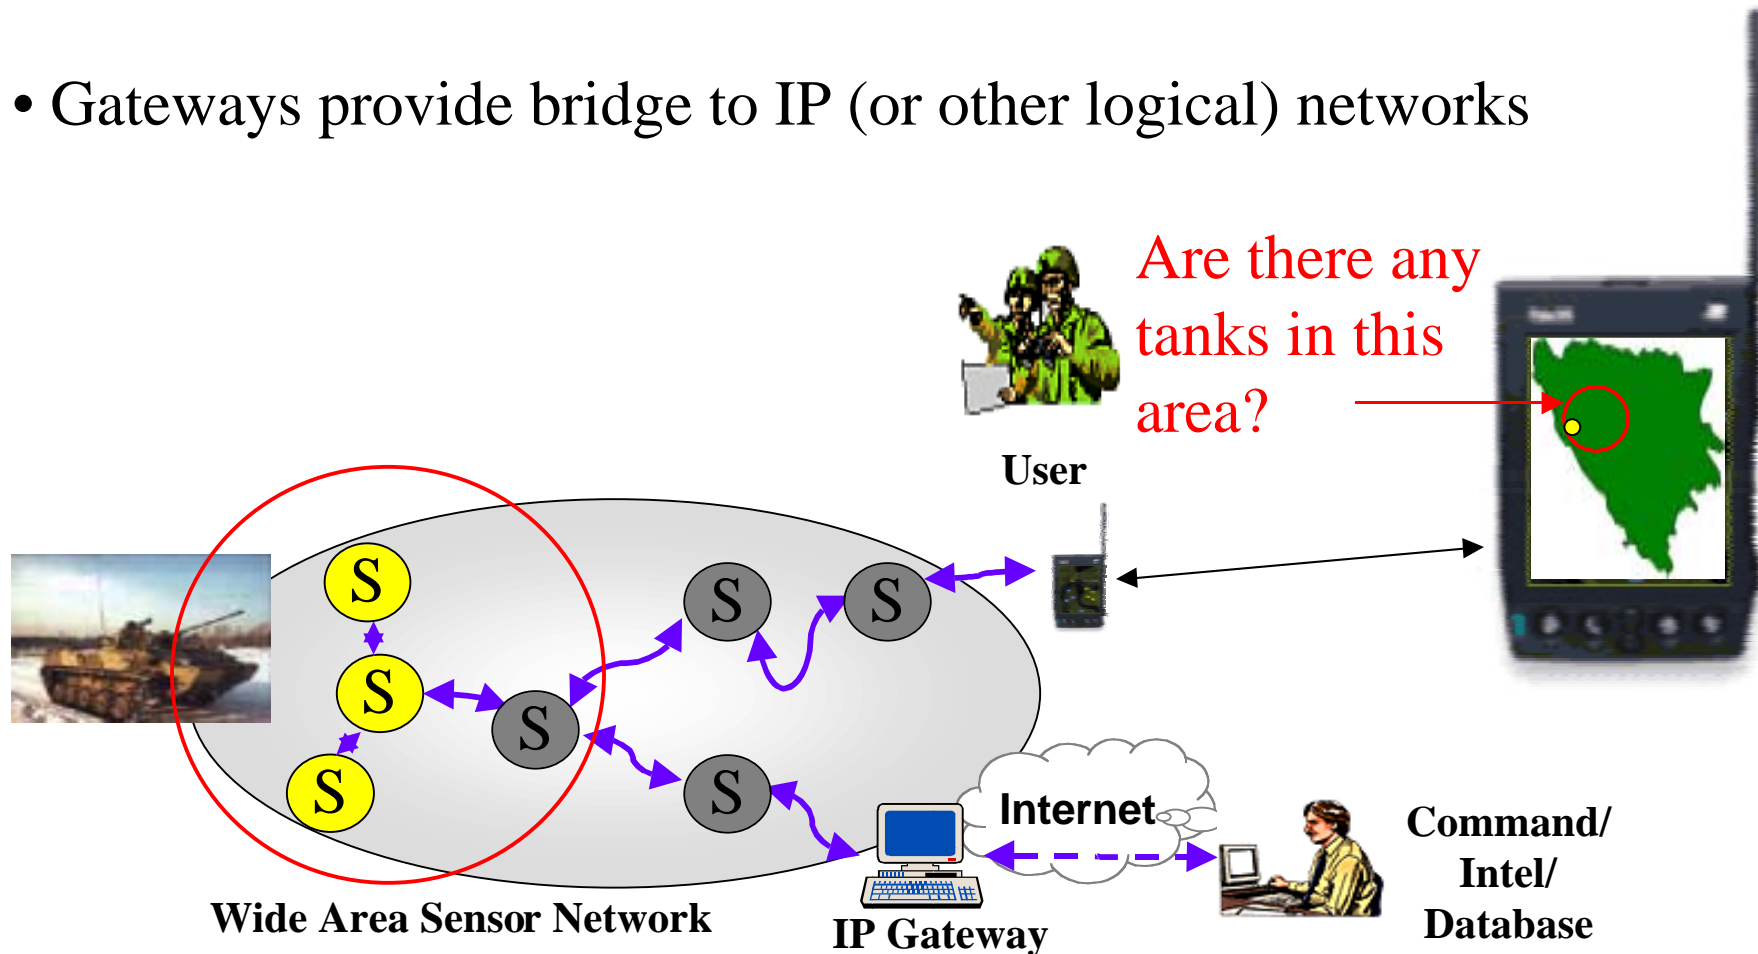 • Gateways provide bridge to IP (or other logical) networks
Are there any
tanks in this
area?
User
S
S
S
S
S
S
S
Internet
Command/
Intel/
Database
Wide Area Sensor Network
IP Gateway